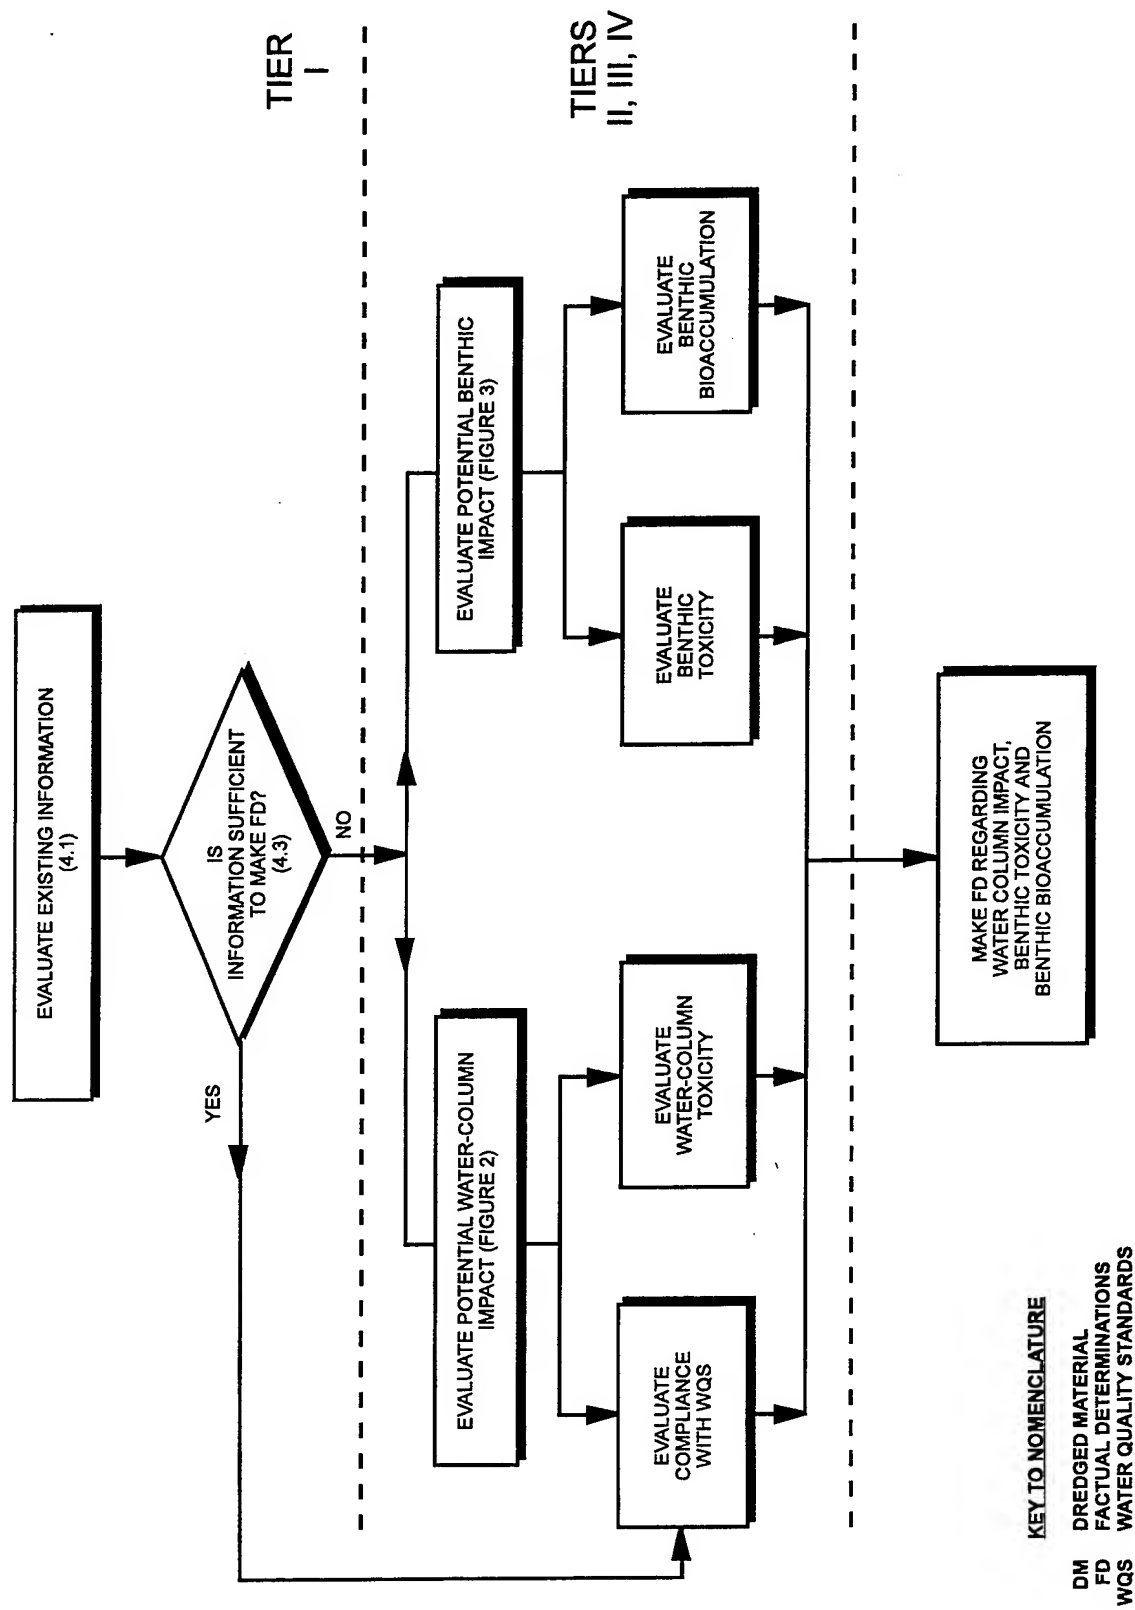 TIER
I
EVALUATE EXISTING INFORMATION
(4.1)
IS
INFORMATION SUFFICIENT
TO MAKE FD?
(4.3)
YES
NO
TIERS
II, III, IV
EVALUATE POTENTIAL WATER-COLUMN
IMPACT (FIGURE 2)
EVALUATE POTENTIAL BENTHIC
IMPACT (FIGURE 3)
EVALUATE
COMPLIANCE
WITH WQS
EVALUATE
WATER-COLUMN
TOXICITY
EVALUATE
BENTHIC
TOXICITY
EVALUATE
BENTHIC
BIOACCUMULATION
MAKE FD REGARDING
WATER COLUMN IMPACT,
BENTHIC TOXICITY AND
BENTHIC BIOACCUMULATION
KEY TO NOMENCLATURE
DM DREDGED MATERIAL
FD FACTUAL DETERMINATIONS
WQS WATER QUALITY STANDARDS